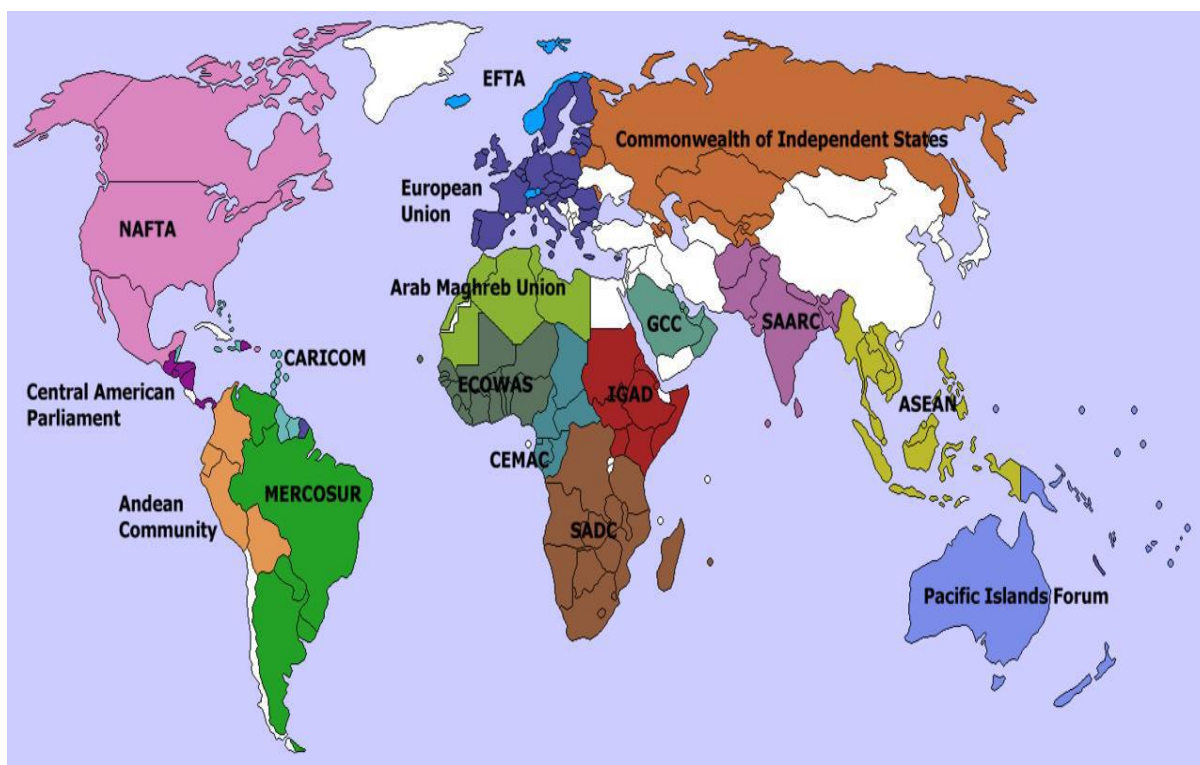 EFTA
Commonwealth of Independent States
European
Union
NAFTA
Arab Maghreb Union
GCC
SAARC
CARICOM
ECOWAS
IGAD
Central American
Parliament
ASEAN
CEMAC
MERCOSUR
Andean
Community
SADC
Pacific Islands Forum